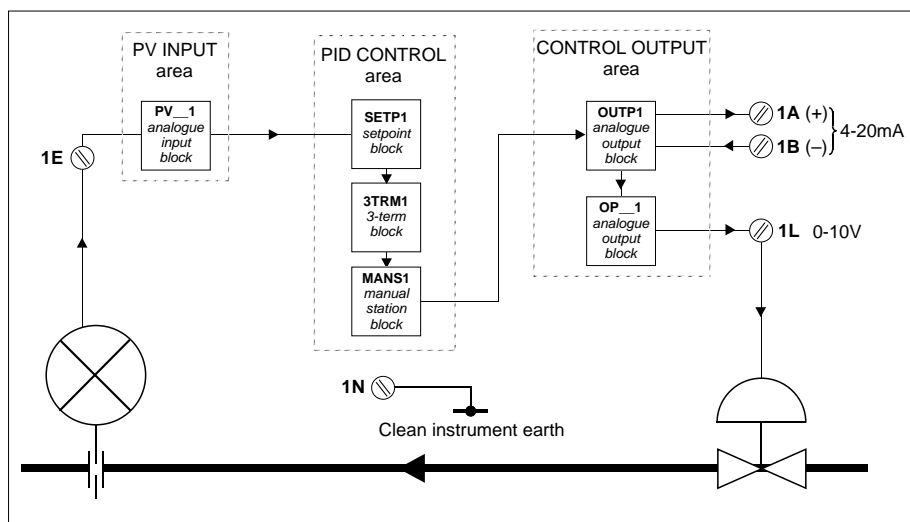 PV INPUT
area
PV__1
analogue
input
block
1E
PID CONTROL
area
SETP1
setpoint
block
3TRM1
3-term
block
MANS1
manual
station
block
CONTROL OUTPUT
area
OUTP1
analogue
output
block
OP__1
analogue
output
block
1A (+)
1B (–)
4-20mA
1L 0-10V
1N
Clean instrument earth